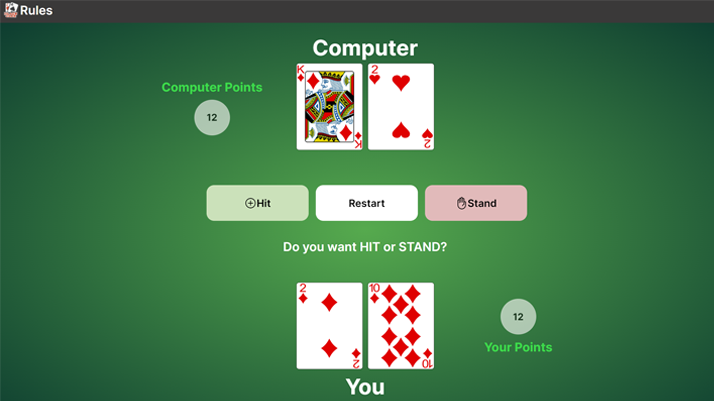 Rules
Computer
Computer Points
12
K
K
2
2
Hit
Restart
Stand
Do you want HIT or STAND?
2
2
10
10
12
Your Points
You